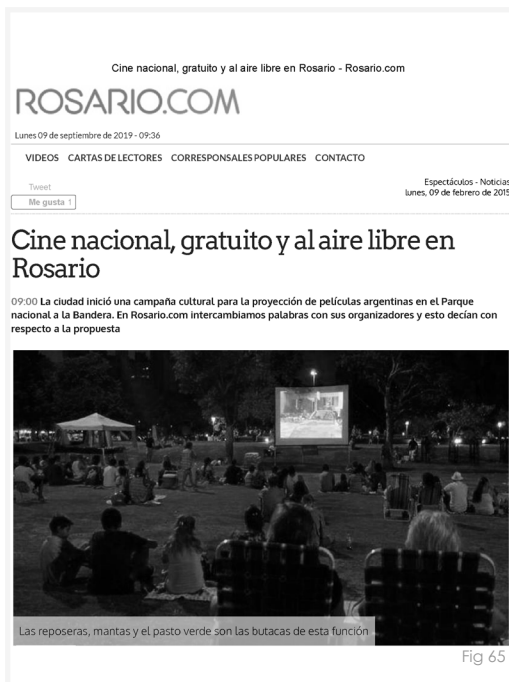 Cine nacional, gratuito y al aire libre en Rosario - Rosario.com
ROSARIO.COM
Lunes 09 de septiembre de 2019 - 09:36
VIDEOS CARTAS DE LECTORES CORRESPONSALES POPULARES CONTACTO
Tweet
Me gusta 1
Espectáculos - Noticias
lunes, 09 de febrero de 2015
Cine nacional, gratuito y al aire libre en
Rosario
09:00 La ciudad inició una campaña cultural para la proyección de películas argentinas en el Parque
nacional a la Bandera. En Rosario.com intercambiamos palabras con sus organizadores y esto decían con
respecto a la propuesta
Las reposeras, mantas y el pasto verde son las butacas de esta función
Fig 65